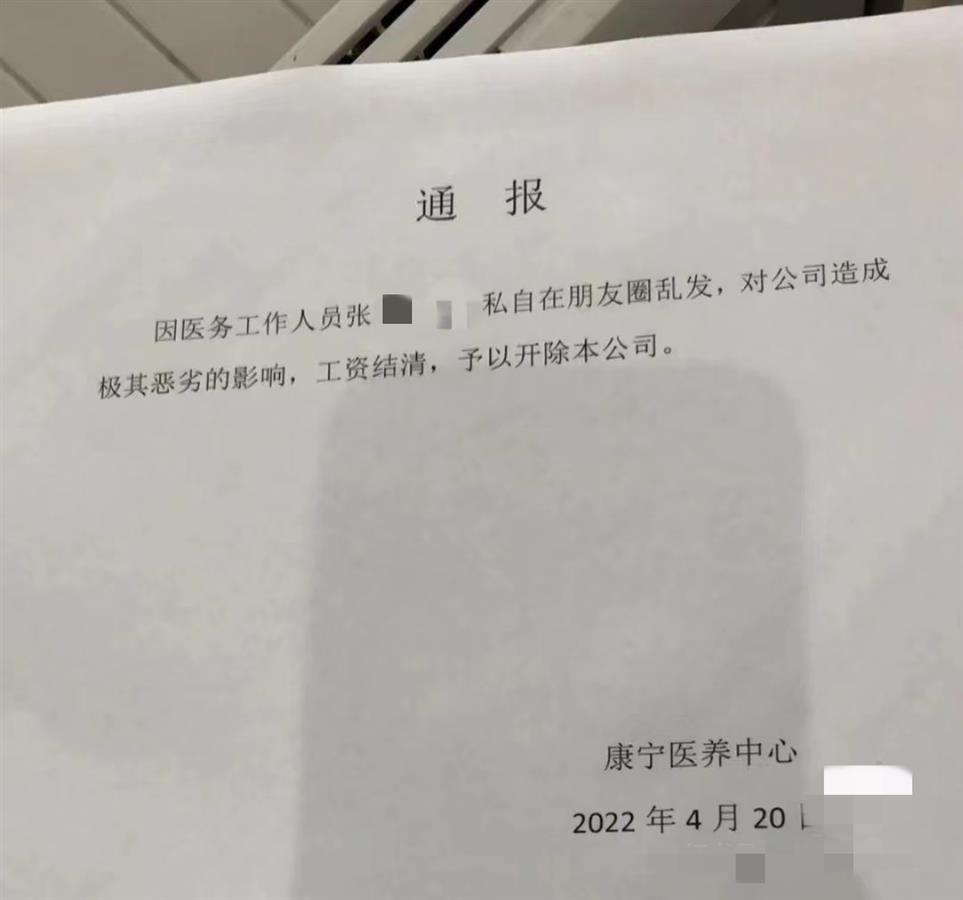 通 报
因医务工作人员张 私自在朋友圈乱发，对公司造成
极其恶劣的影响，工资结清，予以开除本公司。
康宁医养中心
2022 年 4 月 20